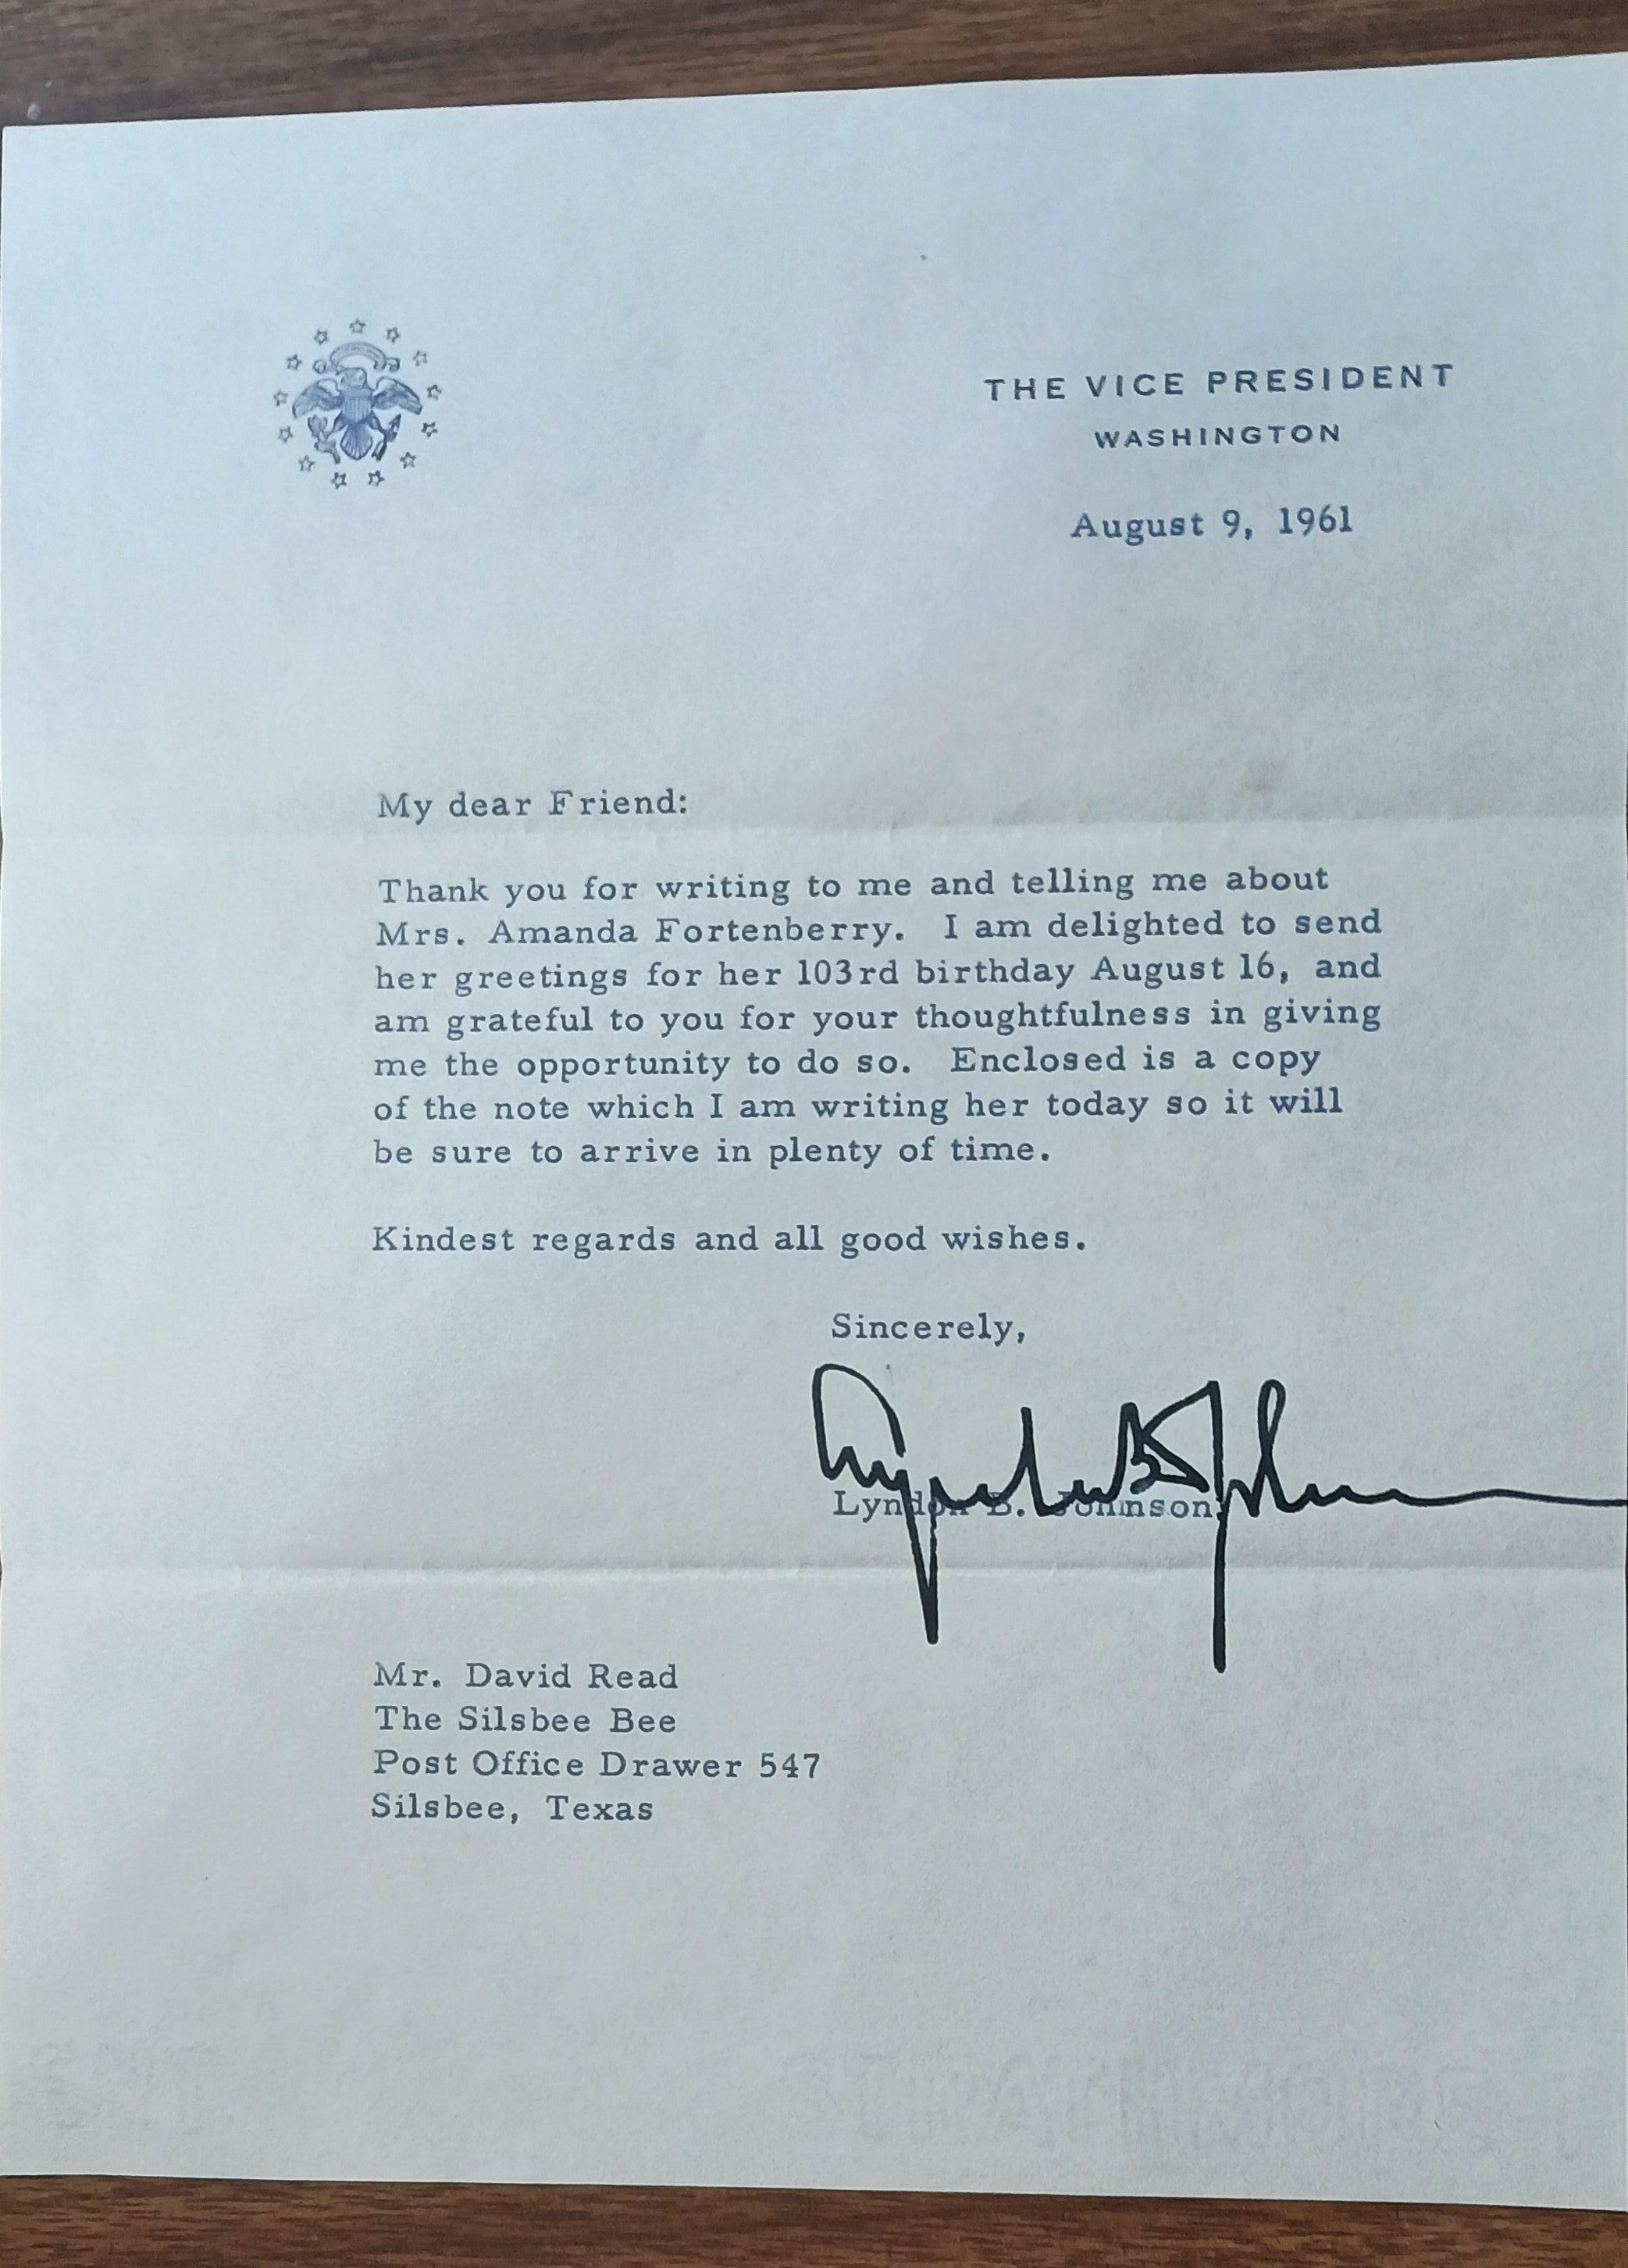 THE VICE PRESIDENT
WASHINGTON
August 9, 1961
My dear Friend:
Thank you for writing to me and telling me about
Mrs. Amanda Fortenberry. I am delighted to send
her greetings for her 103rd birthday August 16, and
am grateful to you for your thoughtfulness in giving
me the opportunity to do so. Enclosed is a copy
of the note which I am writing her today so it will
be sure to arrive in plenty of time.
Kindest regards and all good wishes.
Sincerely,
Lyndon B. Johnson
Lyndon B. Johnson
Mr. David Read
The Silsbee Bee
Post Office Drawer 547
Silsbee, Texas